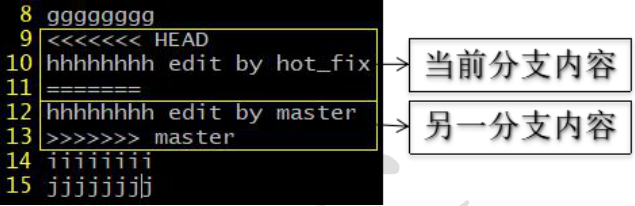 8 gggggggg
9 <<<<<<< HEAD
10 hhhhhhhh edit by hot_fix
11 =======
12 hhhhhhhh edit by master
13 >>>>>>> master
14 iiiiiiii
15 jjjjjjjj
当前分支内容
另一分支内容